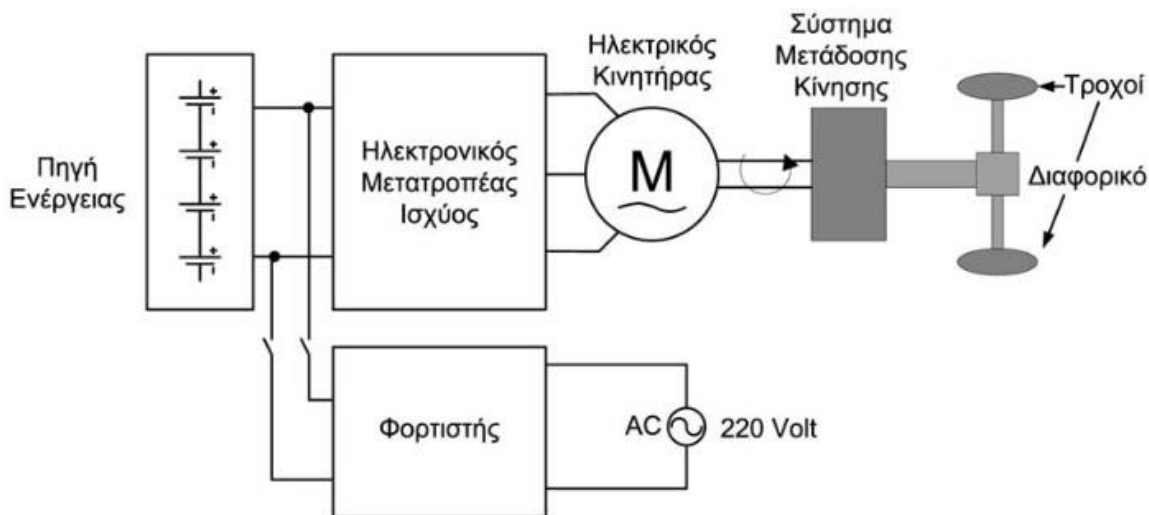 Πηγή
Ενέργειας
Ηλεκτρονικός
Μετατροπέας
Ισχύος
Ηλεκτρικός
Κινητήρας
M
Σύστημα
Μετάδοσης
Κίνησης
Τροχοί
Διαφορικό
Φορτιστής
AC 220 Volt